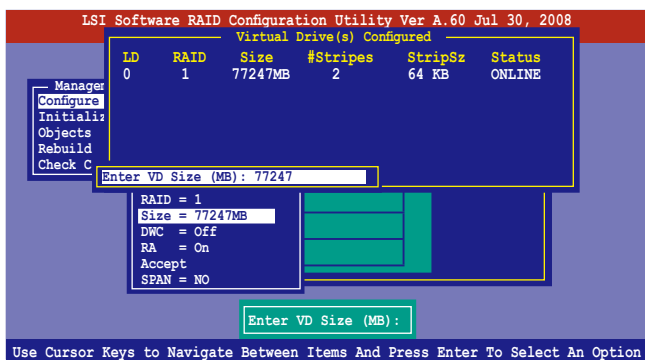 LSI Software RAID Configuration Utility Ver A.60 Jul 30, 2008
Virtual Drive(s) Configured
LD RAID Size #Stripes StripSz Status
0 1 77247MB 2 64 KB ONLINE
Manage
Configure
Initializ
Objects
Rebuild
Check C
Enter VD Size (MB): 77247
RAID = 1
Size = 77247MB
DWC = Off
RA = On
Accept
SPAN = NO
Enter VD Size (MB):
Use Cursor Keys to Navigate Between Items And Press Enter To Select An Option